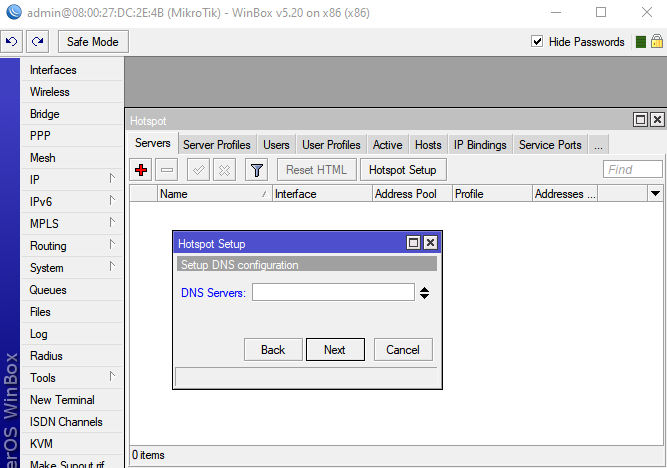 admin@08:00:27:DC:2E:4B (MikroTik) - WinBox v5.20 on x86 (x86)
Safe Mode
Hide Passwords
Interfaces
Wireless
Bridge
PPP
Mesh
IP
IPv6
MPLS
Routing
System
Queues
Files
Log
Radius
Tools
New Terminal
ISDN Channels
KVM
Make Supout.rif
erOS WinBox
Hotspot
Servers Server Profiles Users User Profiles Active Hosts IP Bindings Service Ports ...
Reset HTML Hotspot Setup Find
Name Interface Address Pool Profile Addresses ...
Hotspot Setup
Setup DNS configuration
DNS Servers:
Back Next Cancel
0 items